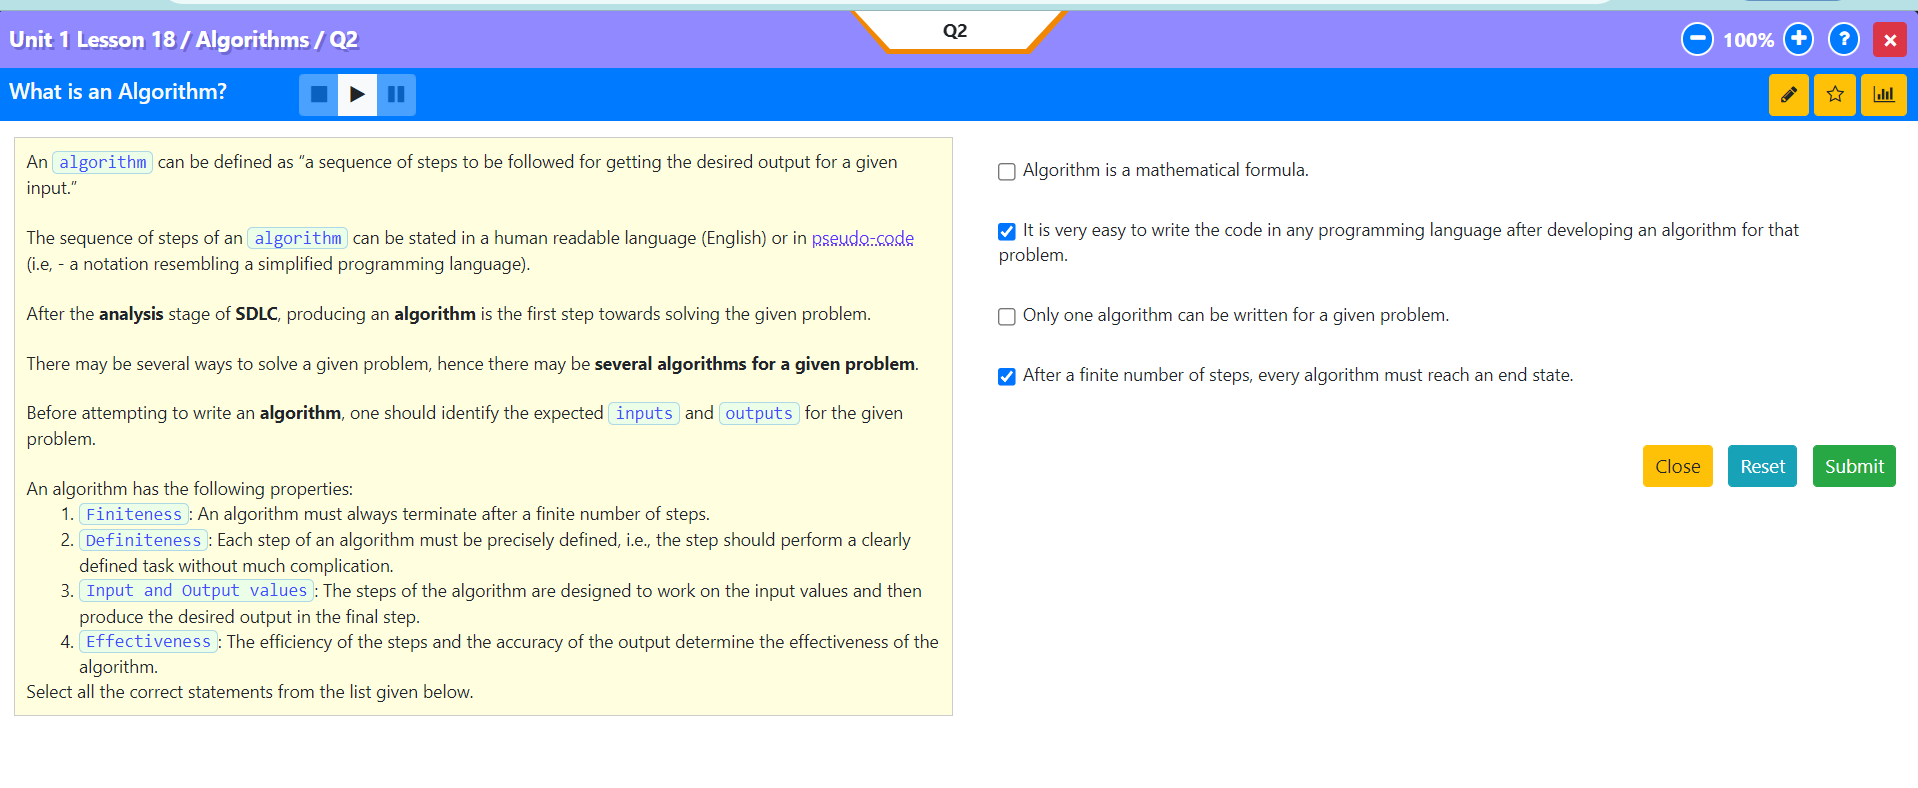 Unit 1 Lesson 18 / Algorithms / Q2
Q2
100%
What is an Algorithm?
An algorithm can be defined as “a sequence of steps to be followed for getting the desired output for a given
input.”
The sequence of steps of an algorithm can be stated in a human readable language (English) or in pseudo-code
(i.e, - a notation resembling a simplified programming language).
After the analysis stage of SDLC, producing an algorithm is the first step towards solving the given problem.
There may be several ways to solve a given problem, hence there may be several algorithms for a given problem.
Before attempting to write an algorithm, one should identify the expected inputs and outputs for the given
problem.
An algorithm has the following properties:
1. Finiteness: An algorithm must always terminate after a finite number of steps.
2. Definiteness: Each step of an algorithm must be precisely defined, i.e., the step should perform a clearly
defined task without much complication.
3. Input and Output values: The steps of the algorithm are designed to work on the input values and then
produce the desired output in the final step.
4. Effectiveness: The efficiency of the steps and the accuracy of the output determine the effectiveness of the
algorithm.
Select all the correct statements from the list given below.
Algorithm is a mathematical formula.
It is very easy to write the code in any programming language after developing an algorithm for that
problem.
Only one algorithm can be written for a given problem.
After a finite number of steps, every algorithm must reach an end state.
Close Reset Submit